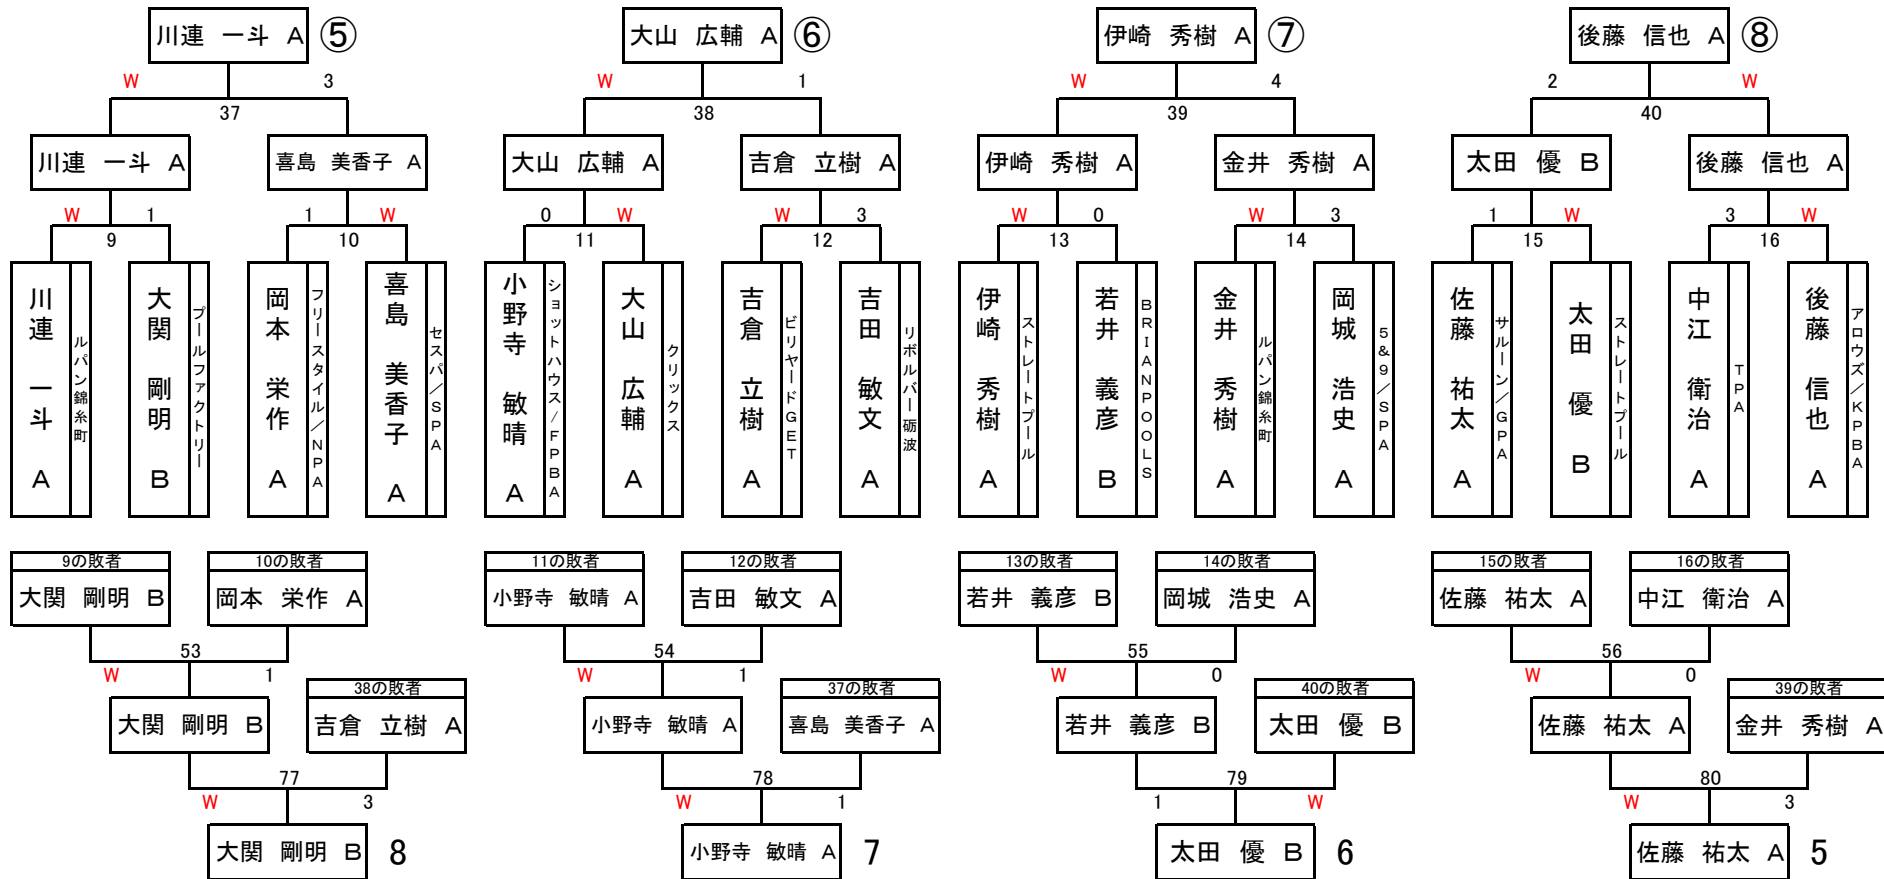 川連 一斗 A ⑤
大山 広輔 A ⑥
伊崎 秀樹 A ⑦
後藤 信也 A ⑧
W 3
W 1
W 4
2 W
37
38
39
40
川連 一斗 A
喜島 美香子 A
大山 広輔 A
吉倉 立樹 A
伊崎 秀樹 A
金井 秀樹 A
太田 優 B
後藤 信也 A
W 1
1 W
0 W
W 3
W 0
W 3
1 W
3 W
9
10
11
12
13
14
15
16
川連 一斗 A
ルパン錦糸町
大関 剛明 B
プールファクトリー
岡本 栄作 A
フリースタイル/NPA
喜島 美香子 A
セスパ/SPA
小野寺 敏晴 A
ショットハウス/FPBA
大山 広輔 A
クリックス
吉倉 立樹 A
ビリヤードGET
吉田 敏文 A
リボルバー砺波
伊崎 秀樹 A
ストレートプール
若井 義彦 B
BRIANPOOLS
金井 秀樹 A
ルパン錦糸町
岡城 浩史 A
5&9/SPA
佐藤 祐太 A
サルーン/GPA
太田 優 B
ストレートプール
中江 衛治 A
TPA
後藤 信也 A
アロウズ/KPBA
9の敗者
10の敗者
11の敗者
12の敗者
13の敗者
14の敗者
15の敗者
16の敗者
大関 剛明 B
岡本 栄作 A
小野寺 敏晴 A
吉田 敏文 A
若井 義彦 B
岡城 浩史 A
佐藤 祐太 A
中江 衛治 A
53
54
55
56
W 1
W 1
W 0
W 0
38の敗者
37の敗者
40の敗者
39の敗者
大関 剛明 B
吉倉 立樹 A
小野寺 敏晴 A
喜島 美香子 A
若井 義彦 B
太田 優 B
佐藤 祐太 A
金井 秀樹 A
77
78
79
80
W 3
W 1
1 W
W 3
大関 剛明 B 8
小野寺 敏晴 A 7
太田 優 B 6
佐藤 祐太 A 5